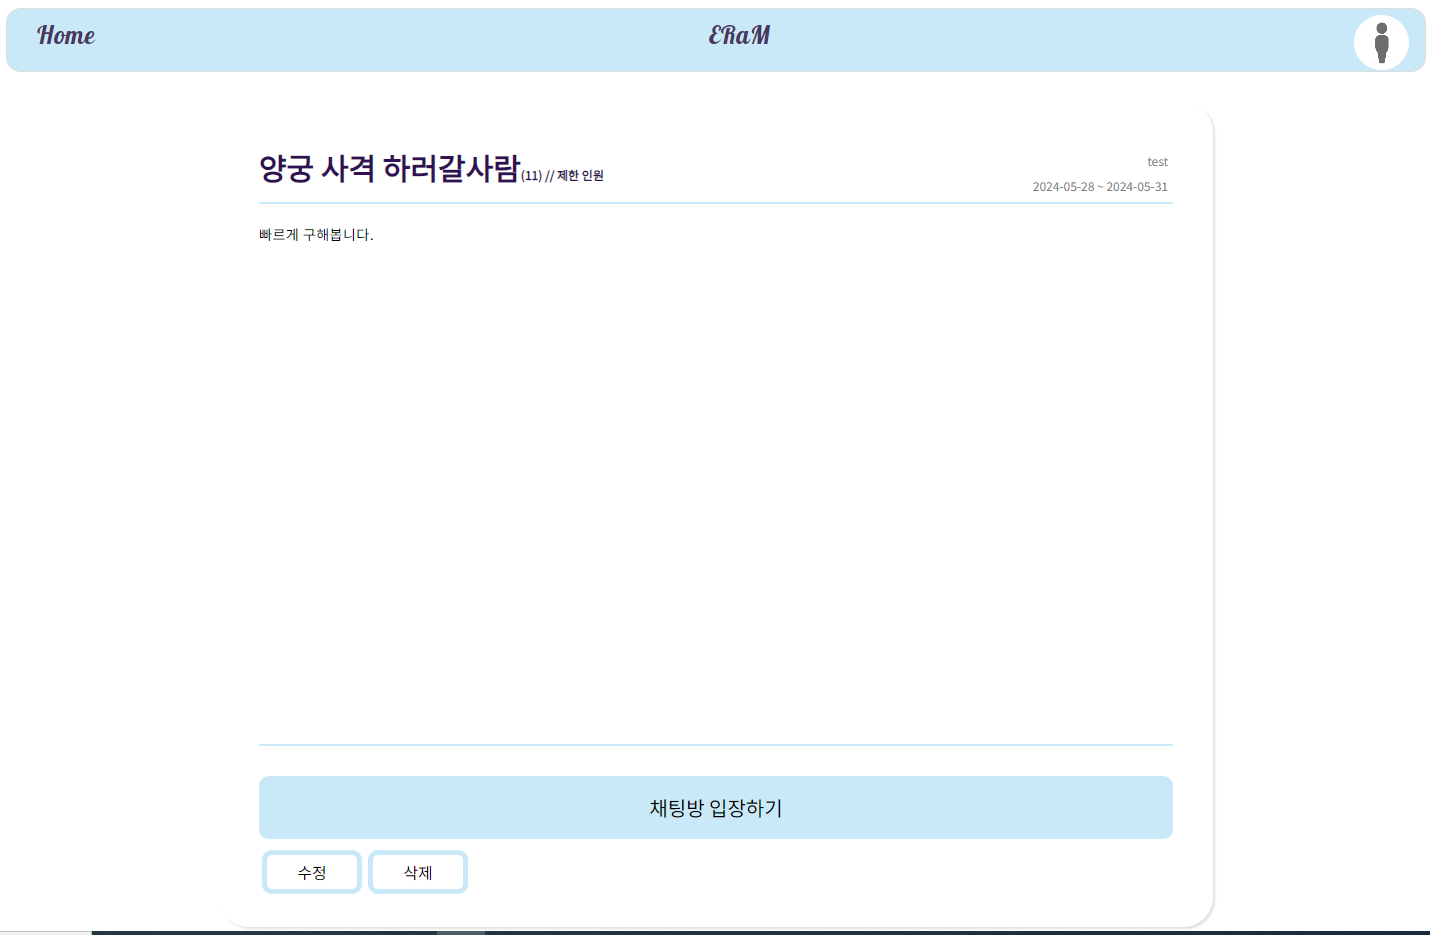 Home
ERaM
양궁 사격 하러갈사람(11) // 제한 인원
test
2024-05-28 ~ 2024-05-31
빠르게 구해봅니다.
채팅방 입장하기
수정
삭제